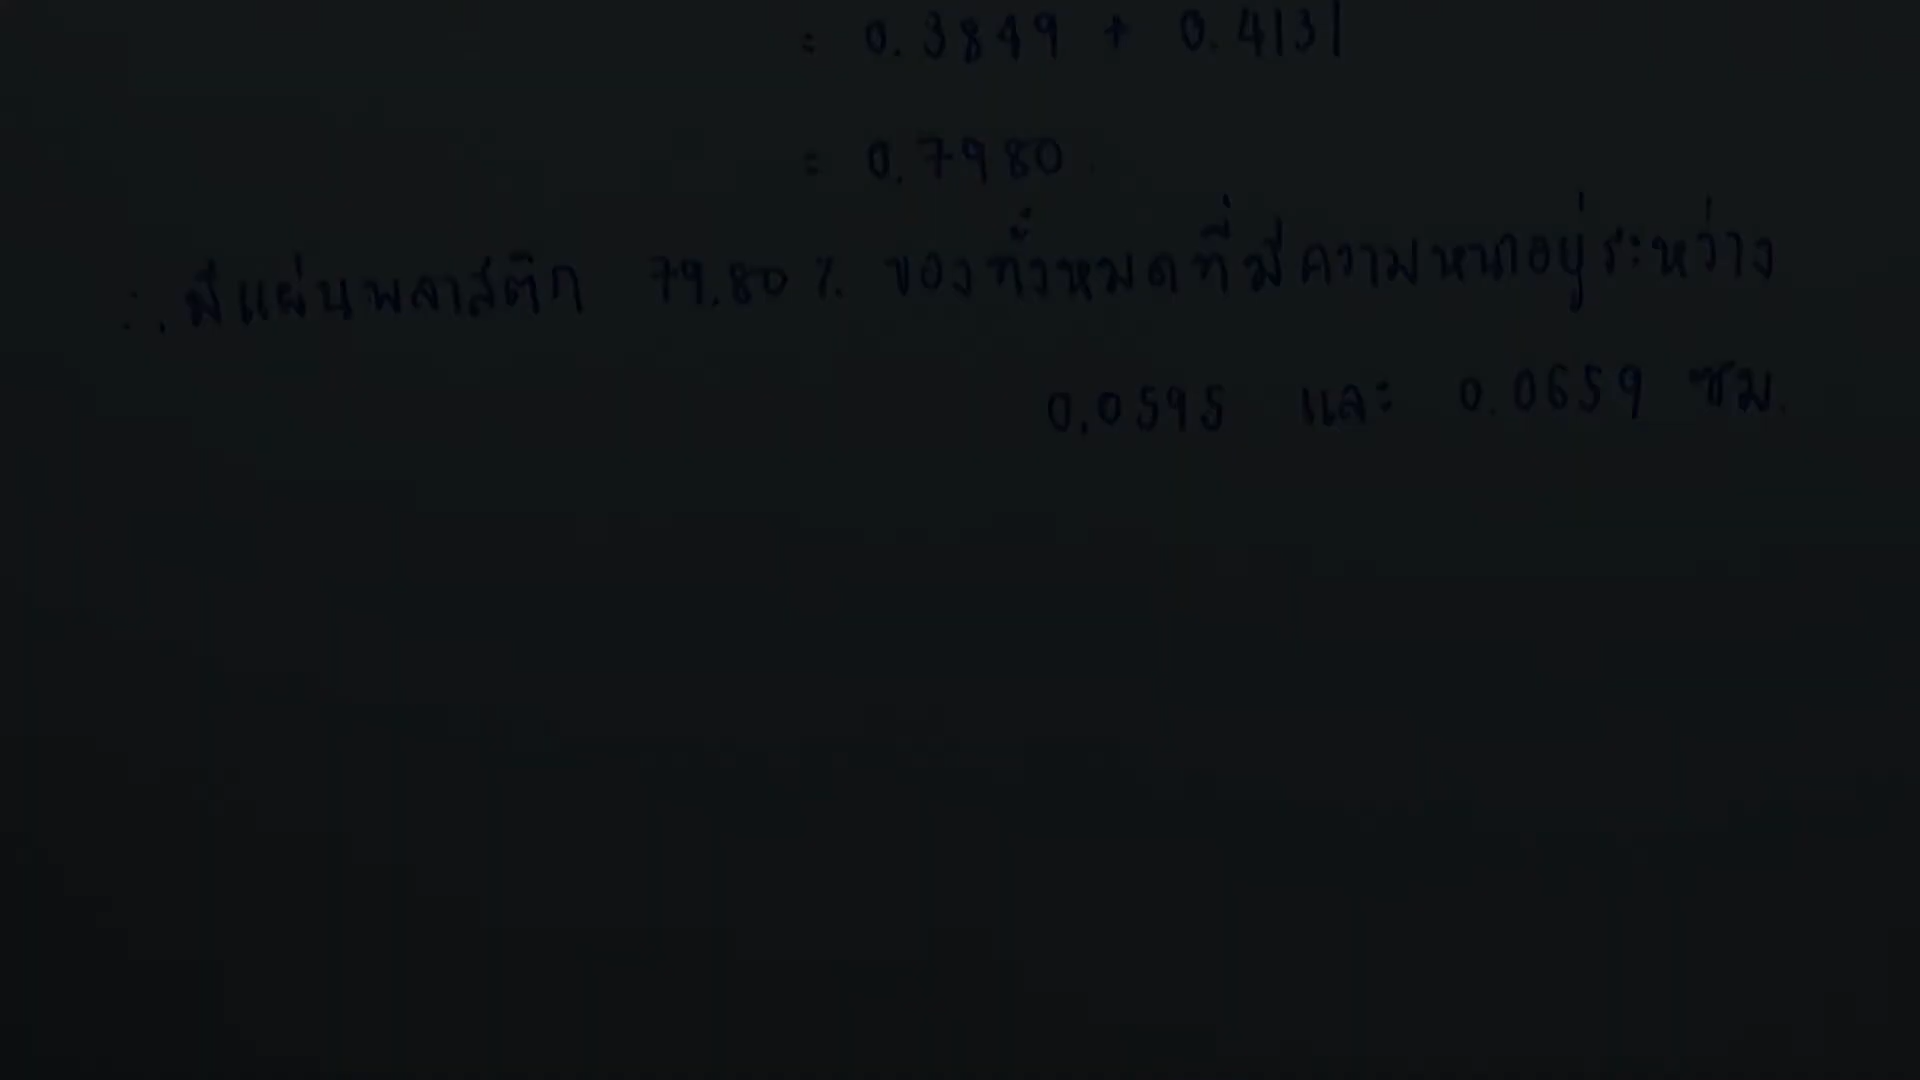 = 0.3849 + 0.4131
= 0.7980
∴ มีแผ่นพลาสติก 79.80 % ของทั้งหมดที่มีความหนาอยู่ระหว่าง
0.0595 และ 0.0659 ซม.